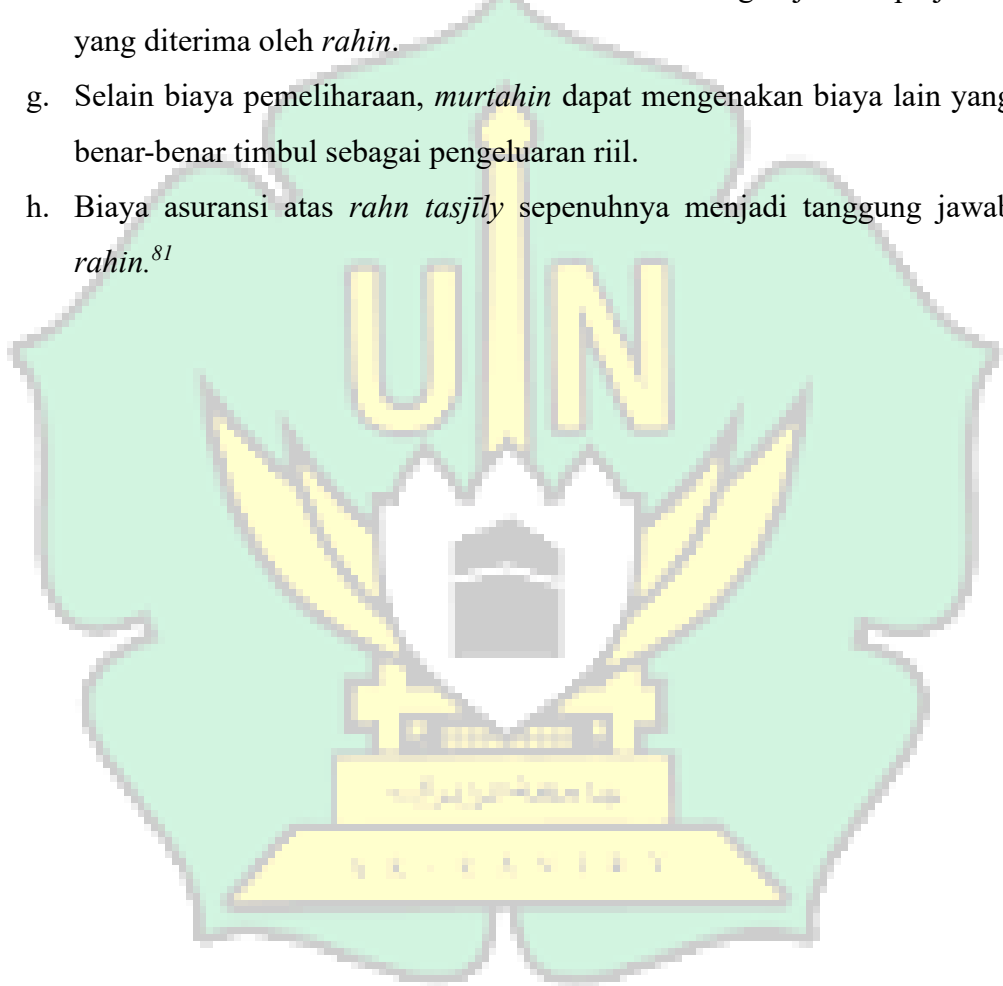 yang diterima oleh rahin.
g. Selain biaya pemeliharaan, murtahin dapat mengenakan biaya lain yang
benar-benar timbul sebagai pengeluaran riil.
h. Biaya asuransi atas rahn tasjīly sepenuhnya menjadi tanggung jawab
rahin.81
UIN